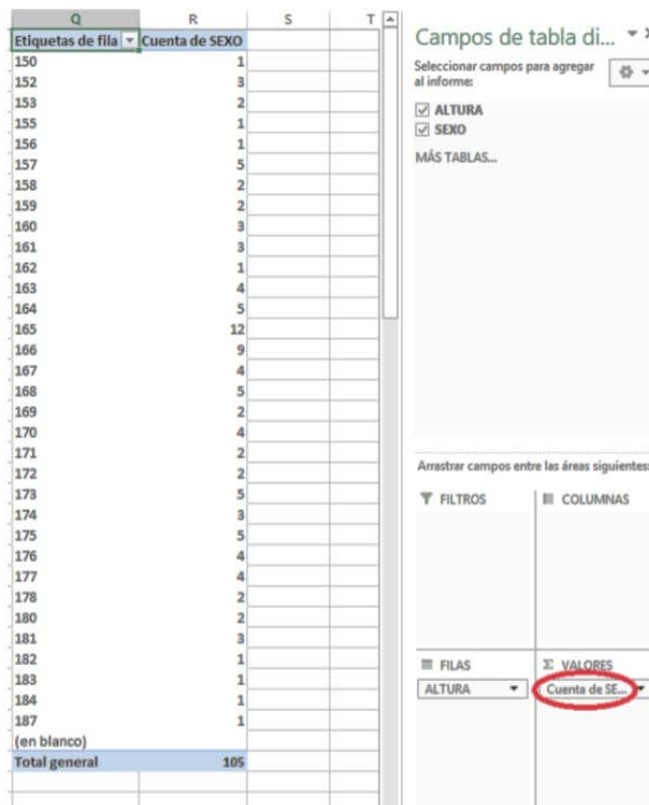 Q R S T
Etiquetas de fila Cuenta de SEXO
150 1
152 3
153 2
155 1
156 1
157 5
158 2
159 2
160 3
161 3
162 1
163 4
164 5
165 12
166 9
167 4
168 5
169 2
170 4
171 2
172 2
173 5
174 3
175 5
176 4
177 4
178 2
180 2
181 3
182 1
183 1
184 1
187 1
(en blanco)
Total general 105
Campos de tabla di...
Seleccionar campos para agregar
al informe:
ALTURA
SEXO
MÁS TABLAS...
Arrastrar campos entre las áreas siguientes:
FILTROS
COLUMNAS
FILAS
ALTURA
Σ VALORES
Cuenta de SE...